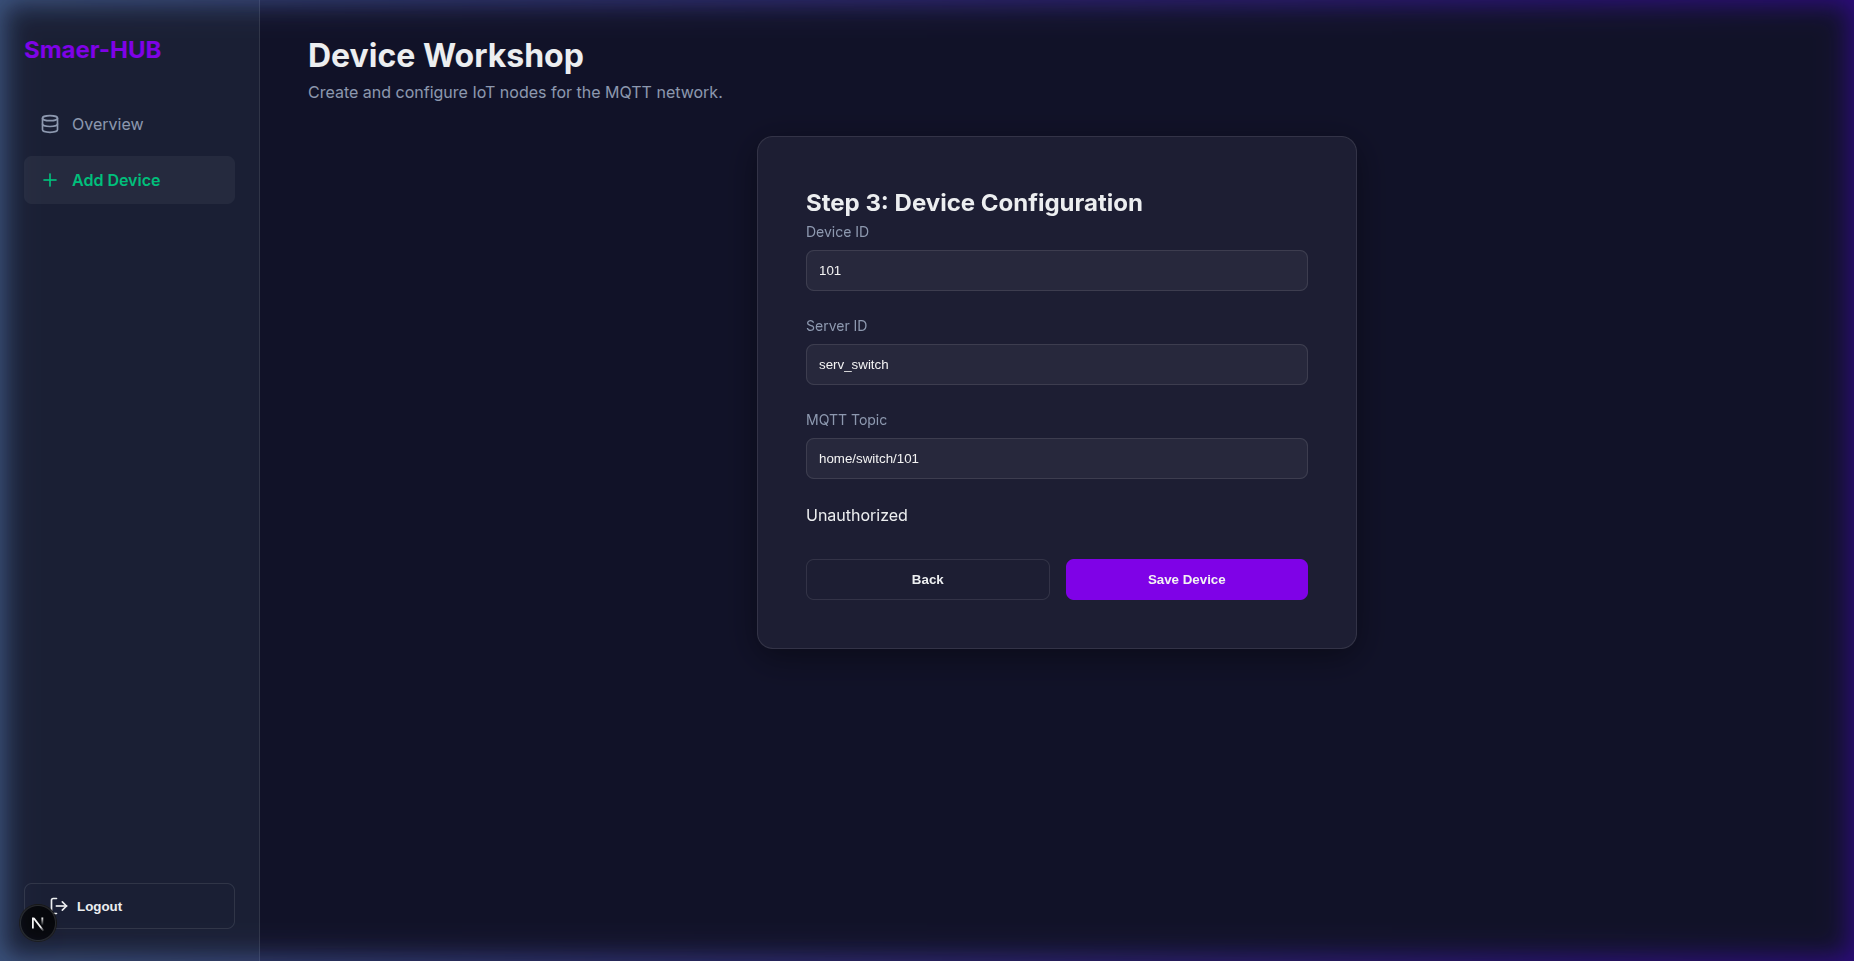 Smaer-HUB
Overview
Add Device
Logout
N
Device Workshop
Create and configure IoT nodes for the MQTT network.
Step 3: Device Configuration
Device ID
101
Server ID
serv_switch
MQTT Topic
home/switch/101
Unauthorized
Back
Save Device